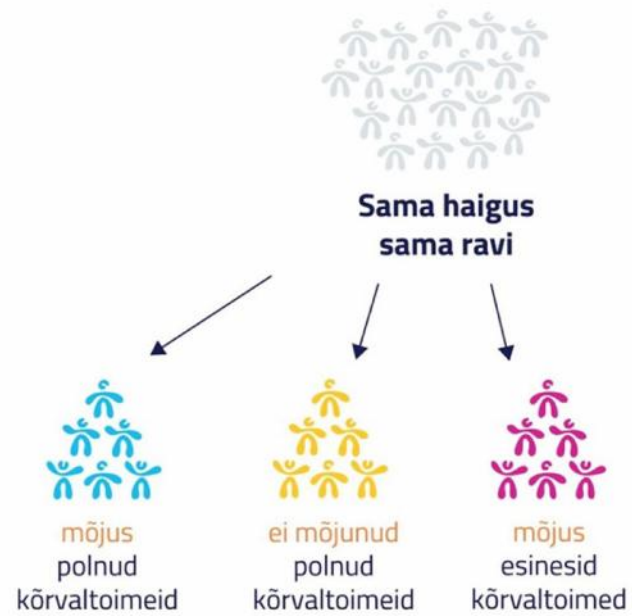 Sama haigus
sama ravi
mõjus
polnud
kõrvaltoimeid
ei mõjunud
polnud
kõrvaltoimeid
mõjus
esinesid
kõrvaltoimed